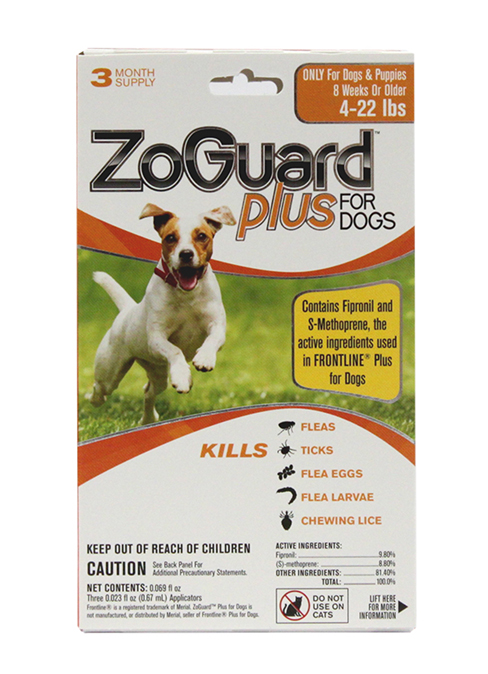 3 MONTH
SUPPLY
ONLY For Dogs & Puppies
8 Weeks Or Older
4-22 lbs
ZoGuard™
plus FOR
DOGS
Contains Fipronil and
S-Methoprene, the
active ingredients used
in FRONTLINE® Plus
for Dogs
KILLS
FLEAS
TICKS
FLEA EGGS
FLEA LARVAE
CHEWING LICE
KEEP OUT OF REACH OF CHILDREN
CAUTION See Back Panel For
Additional Precautionary Statements.
NET CONTENTS: 0.069 fl oz
Three 0.023 fl oz (0.67 mL) Applicators
Frontline® is a registered trademark of Merial. ZoGuard™ Plus for Dogs is
not manufactured, or distributed by Merial, seller of Frontline® Plus for Dogs.
ACTIVE INGREDIENTS:
Fipronil: 9.80%
(S)-methoprene: 8.80%
OTHER INGREDIENTS: 81.40%
TOTAL: 100.0%
DO NOT
USE ON
CATS
LIFT HERE
FOR MORE
INFORMATION